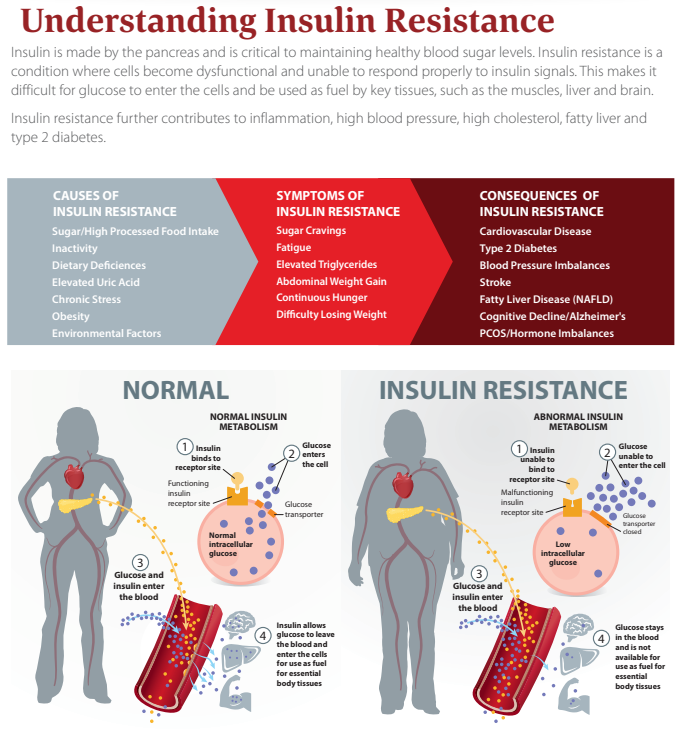 Understanding Insulin Resistance
Insulin is made by the pancreas and is critical to maintaining healthy blood sugar levels. Insulin resistance is a
condition where cells become dysfunctional and unable to respond properly to insulin signals. This makes it
difficult for glucose to enter the cells and be used as fuel by key tissues, such as the muscles, liver and brain.
Insulin resistance further contributes to inflammation, high blood pressure, high cholesterol, fatty liver and
type 2 diabetes.
CAUSES OF
INSULIN RESISTANCE
Sugar/High Processed Food Intake
Inactivity
Dietary Deficiences
Elevated Uric Acid
Chronic Stress
Obesity
Environmental Factors
SYMPTOMS OF
INSULIN RESISTANCE
Sugar Cravings
Fatigue
Elevated Triglycerides
Abdominal Weight Gain
Continuous Hunger
Difficulty Losing Weight
CONSEQUENCES OF
INSULIN RESISTANCE
Cardiovascular Disease
Type 2 Diabetes
Blood Pressure Imbalances
Stroke
Fatty Liver Disease (NAFLD)
Cognitive Decline/Alzheimer's
PCOS/Hormone Imbalances
NORMAL
NORMAL INSULIN
METABOLISM
1 Insulin
binds to
receptor site
2 Glucose
enters
the cell
Functioning
insulin
receptor site
Glucose
transporter
Normal
intracellular
glucose
3
Glucose and
insulin enter
the blood
4
Insulin allows
glucose to leave
the blood and
enter the cells
for use as fuel
for essential
body tissues
INSULIN RESISTANCE
ABNORMAL INSULIN
METABOLISM
1 Insulin
unable to
bind to
receptor site
2 Glucose
unable to
enter the cell
Malfunctioning
insulin
receptor site
Glucose
transporter
closed
Low
intracellular
glucose
3
Glucose and
insulin enter
the blood
4
Glucose stays
in the blood
and is not
available for
use as fuel for
essential
body tissues